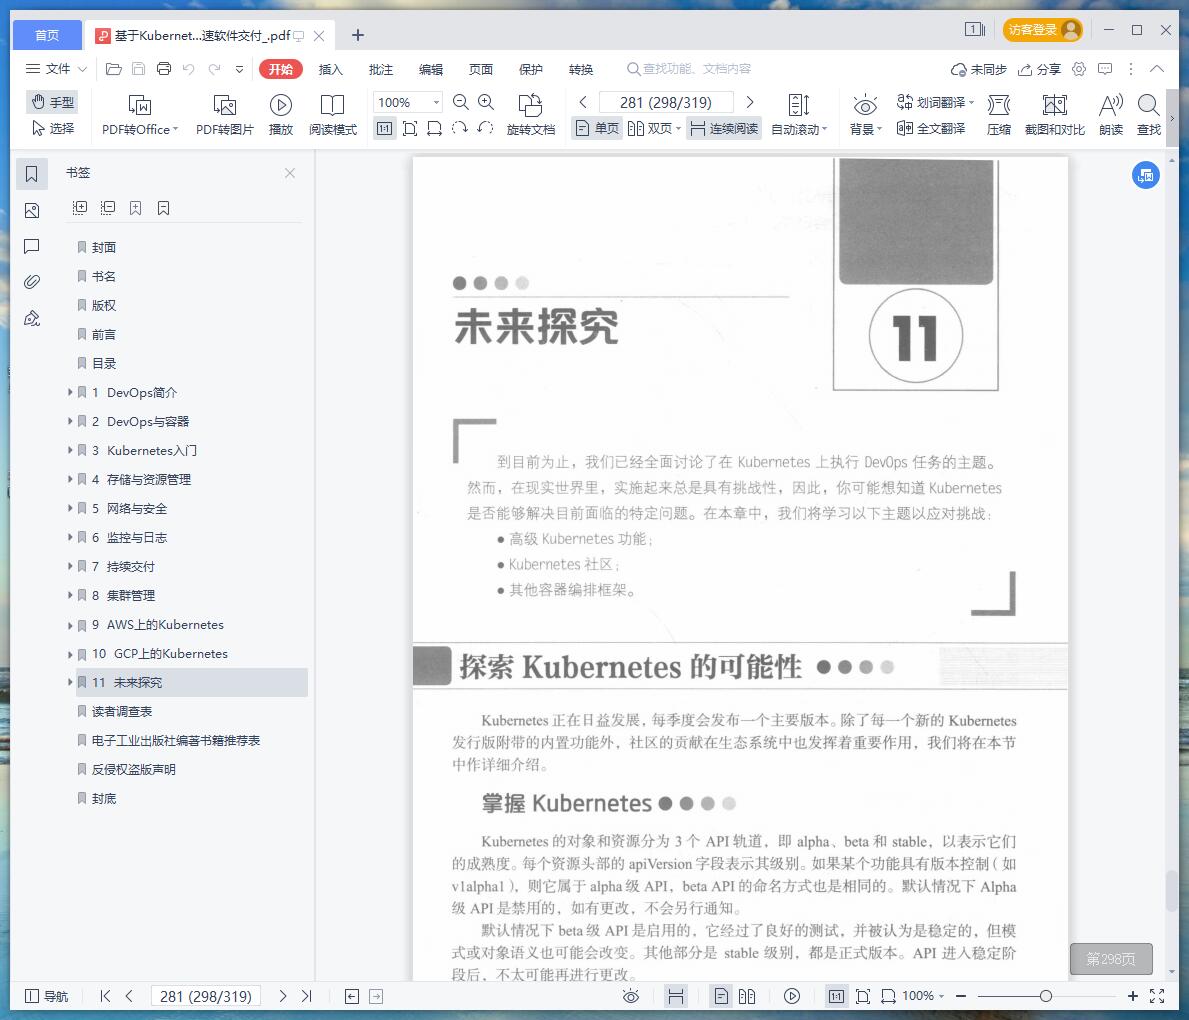 首页
基于Kubernet...速软件交付_.pdf
访客登录
文件
开始
插入
批注
编辑
页面
保护
转换
查找功能、文档内容
未同步
分享
手型
选择
PDF转Office
PDF转图片
播放
阅读模式
100%
旋转文档
281 (298/319)
单页
双页
连续阅读
自动滚动
背景
划词翻译
全文翻译
压缩
截图和对比
朗读
查找
书签
封面
书名
版权
前言
目录
1 DevOps简介
2 DevOps与容器
3 Kubernetes入门
4 存储与资源管理
5 网络与安全
6 监控与日志
7 持续交付
8 集群管理
9 AWS上的Kubernetes
10 GCP上的Kubernetes
11 未来探究
读者调查表
电子工业出版社编著书籍推荐表
反侵权盗版声明
封底
11
未来探究
到目前为止，我们已经全面讨论了在 Kubernetes 上执行 DevOps 任务的主题。
然而，在现实世界里，实施起来总是具有挑战性，因此，你可能想知道 Kubernetes
是否能够解决目前面临的特定问题。在本章中，我们将学习以下主题以应对挑战：
● 高级 Kubernetes 功能；
● Kubernetes 社区；
● 其他容器编排框架。
探索 Kubernetes 的可能性
Kubernetes 正在日益发展，每季度会发布一个主要版本。除了每一个新的 Kubernetes
发行版附带的内置功能外，社区的贡献在生态系统中也发挥着重要作用，我们将在本节
中作详细介绍。
掌握 Kubernetes
Kubernetes 的对象和资源分为 3 个 API 轨道，即 alpha、beta 和 stable，以表示它们
的成熟度。每个资源头部的 apiVersion 字段表示其级别。如果某个功能具有版本控制（如
v1alpha1），则它属于 alpha 级 API，beta API 的命名方式也是相同的。默认情况下 Alpha
级 API 是禁用的，如有更改，不会另行通知。
默认情况下 beta 级 API 是启用的，它经过了良好的测试，并被认为是稳定的，但模
式或对象语义也可能会改变。其他部分是 stable 级别，都是正式版本。API 进入稳定阶
段后，不太可能再进行更改。
第298页
导航
281 (298/319)
100%